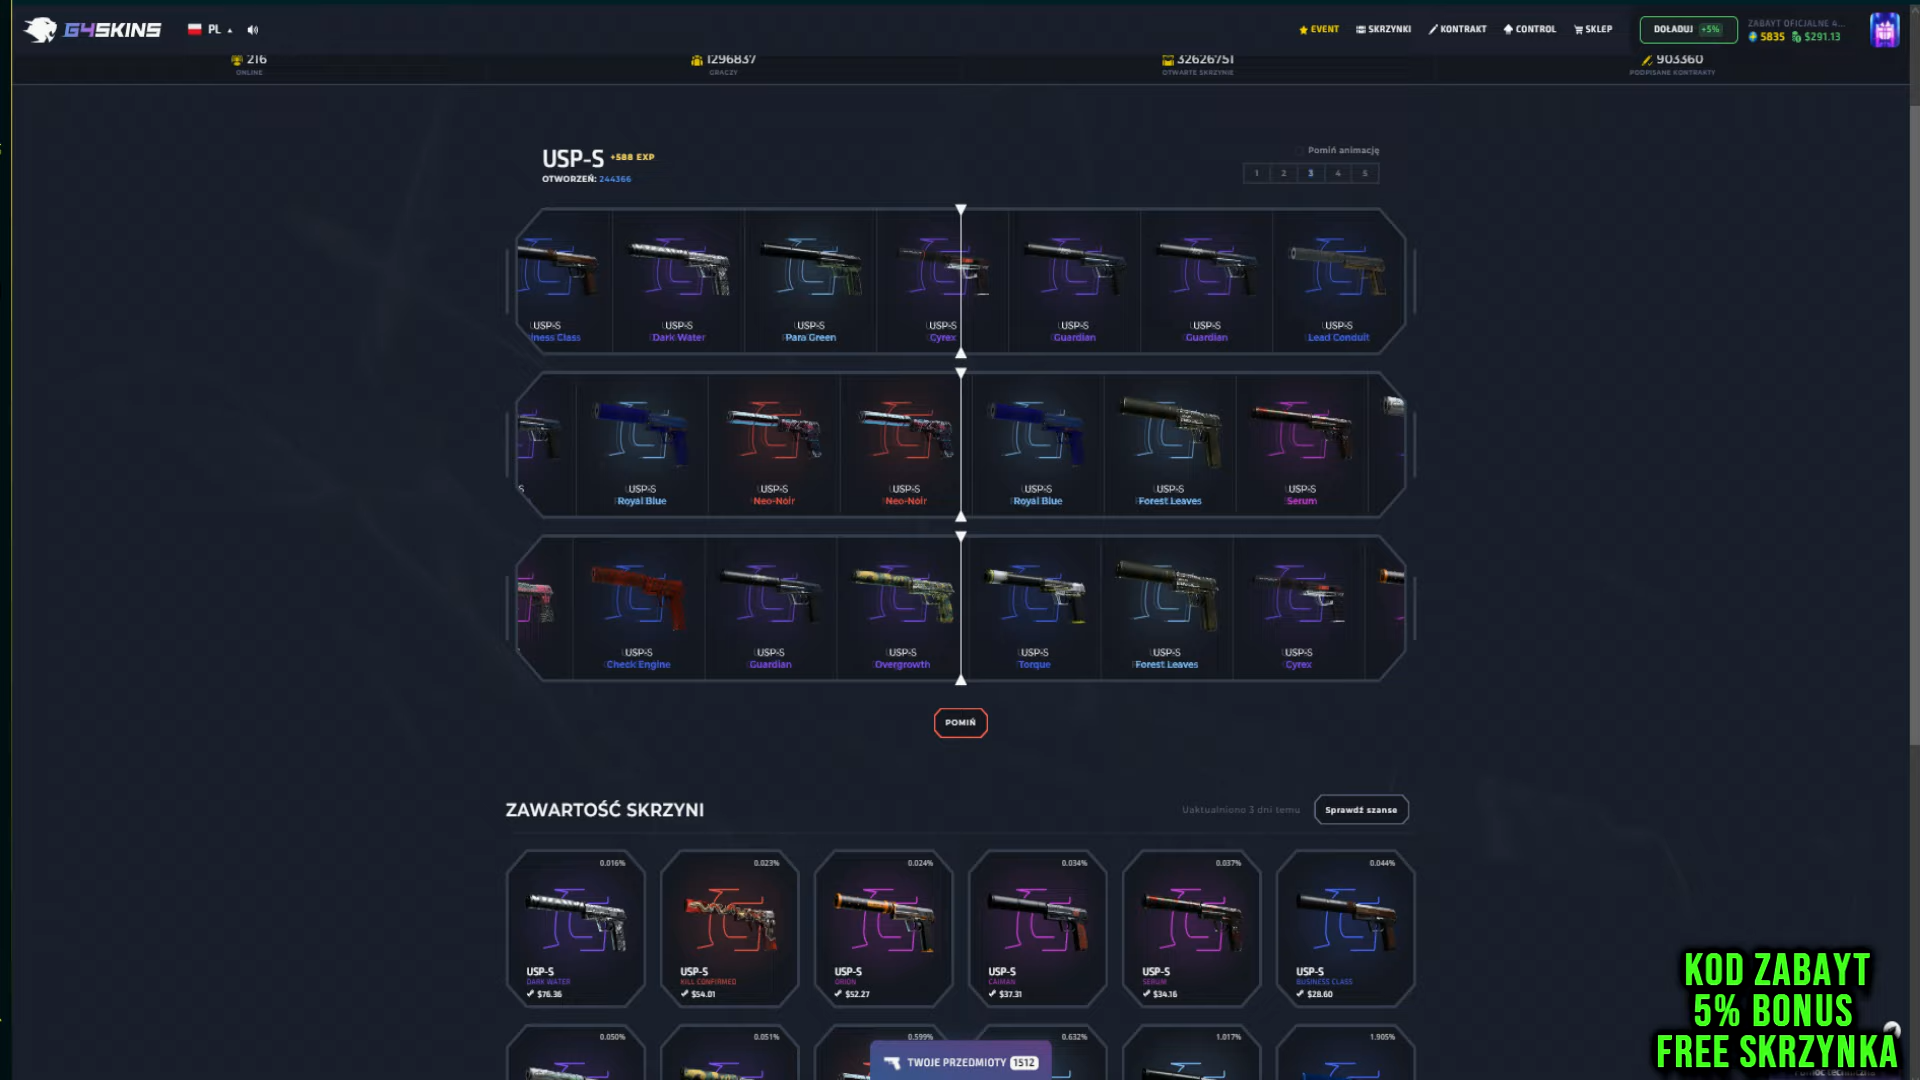 G4SKINS
PL
EVENT
SKRZYNKI
KONTRAKT
CONTROL
SKLEP
DOŁADUJ +5%
ZABAYT OFICJALNE 4...
5835 $291.13
216
ONLINE
1296837
GRACZY
32626751
OTWARTE SKRZYNIE
903360
PODPISANE KONTRAKTY
USP-S +588 EXP
OTWORZEŃ: 244366
Pomiń animację
1 2 3 4 5
USP-S
iness Class
USP-S
Dark Water
USP-S
Para Green
USP-S
Cyrex
USP-S
Guardian
USP-S
Guardian
USP-S
Lead Conduit
S
USP-S
Royal Blue
USP-S
Neo-Noir
USP-S
Neo-Noir
USP-S
Royal Blue
USP-S
Forest Leaves
USP-S
Serum
USP-S
Check Engine
USP-S
Guardian
USP-S
Overgrowth
USP-S
Torque
USP-S
Forest Leaves
USP-S
Cyrex
POMIŃ
ZAWARTOŚĆ SKRZYNI
Uaktualniono 3 dni temu
Sprawdź szanse
0.016%
USP-S
DARK WATER
$76.36
0.023%
USP-S
KILL CONFIRMED
$54.01
0.024%
USP-S
ORION
$52.27
0.034%
USP-S
CAIMAN
$37.31
0.037%
USP-S
SERUM
$34.16
0.044%
USP-S
BUSINESS CLASS
$28.60
0.050%
0.051%
0.599%
0.632%
1.017%
1.905%
TWOJE PRZEDMIOTY 1512
KOD ZABAYT
5% BONUS
FREE SKRZYNKA